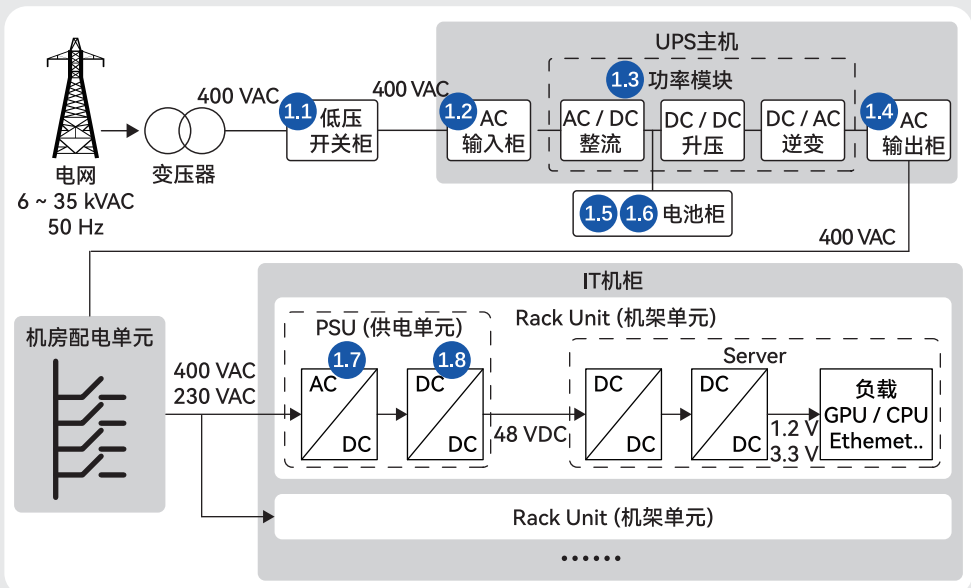 UPS主机
1.3 功率模块
400 VAC
400 VAC
1.1 低压
开关柜
1.2 AC
输入柜
AC / DC
整流
DC / DC
升压
DC / AC
逆变
1.4 AC
输出柜
电网
6 ~ 35 kVAC
50 Hz
变压器
1.5 1.6 电池柜
400 VAC
IT机柜
机房配电单元
400 VAC
230 VAC
Rack Unit (机架单元)
PSU (供电单元)
1.7
AC
DC
1.8
DC
DC
48 VDC
Server
DC
DC
DC
DC
1.2 V
3.3 V
负载
GPU / CPU
Ethemet..
Rack Unit (机架单元)
······